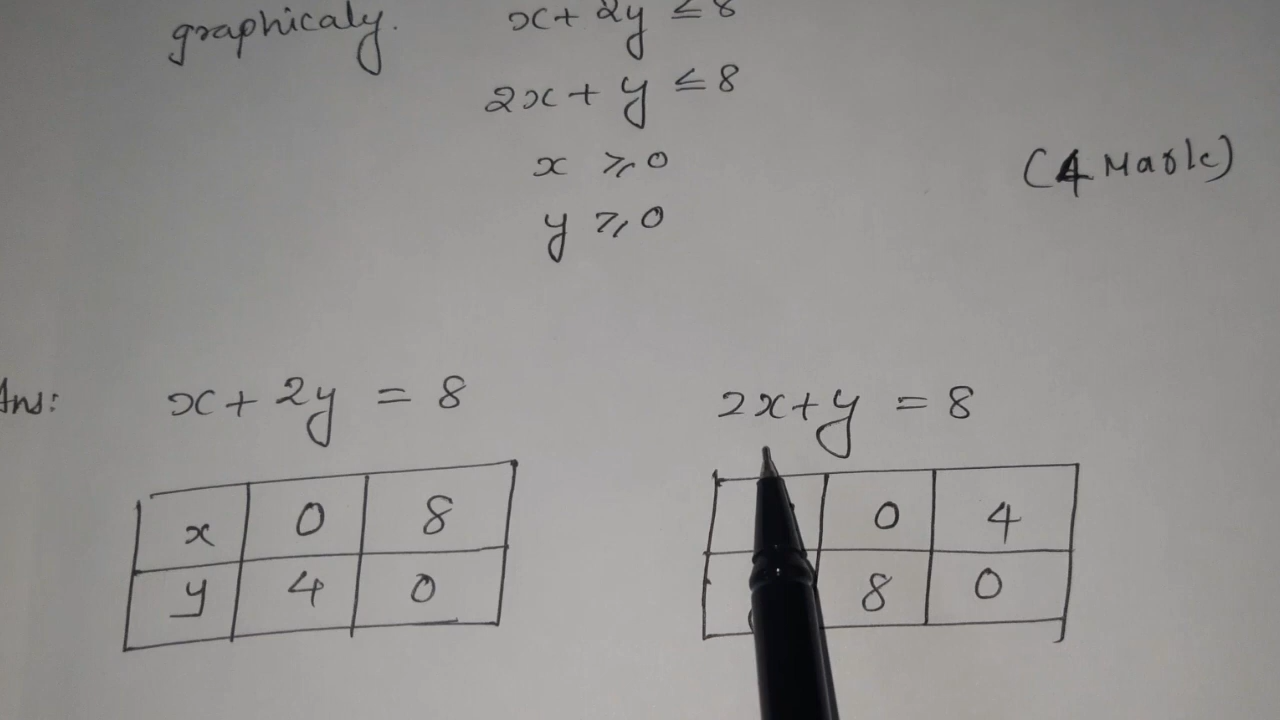 graphicaly. x + 2y ≤ 8
2x + y ≤ 8
x ≥ 0
(4 Mark)
y ≥ 0
Ans: x + 2y = 8 2x + y = 8
x 0 8 0 4
y 4 0 8 0